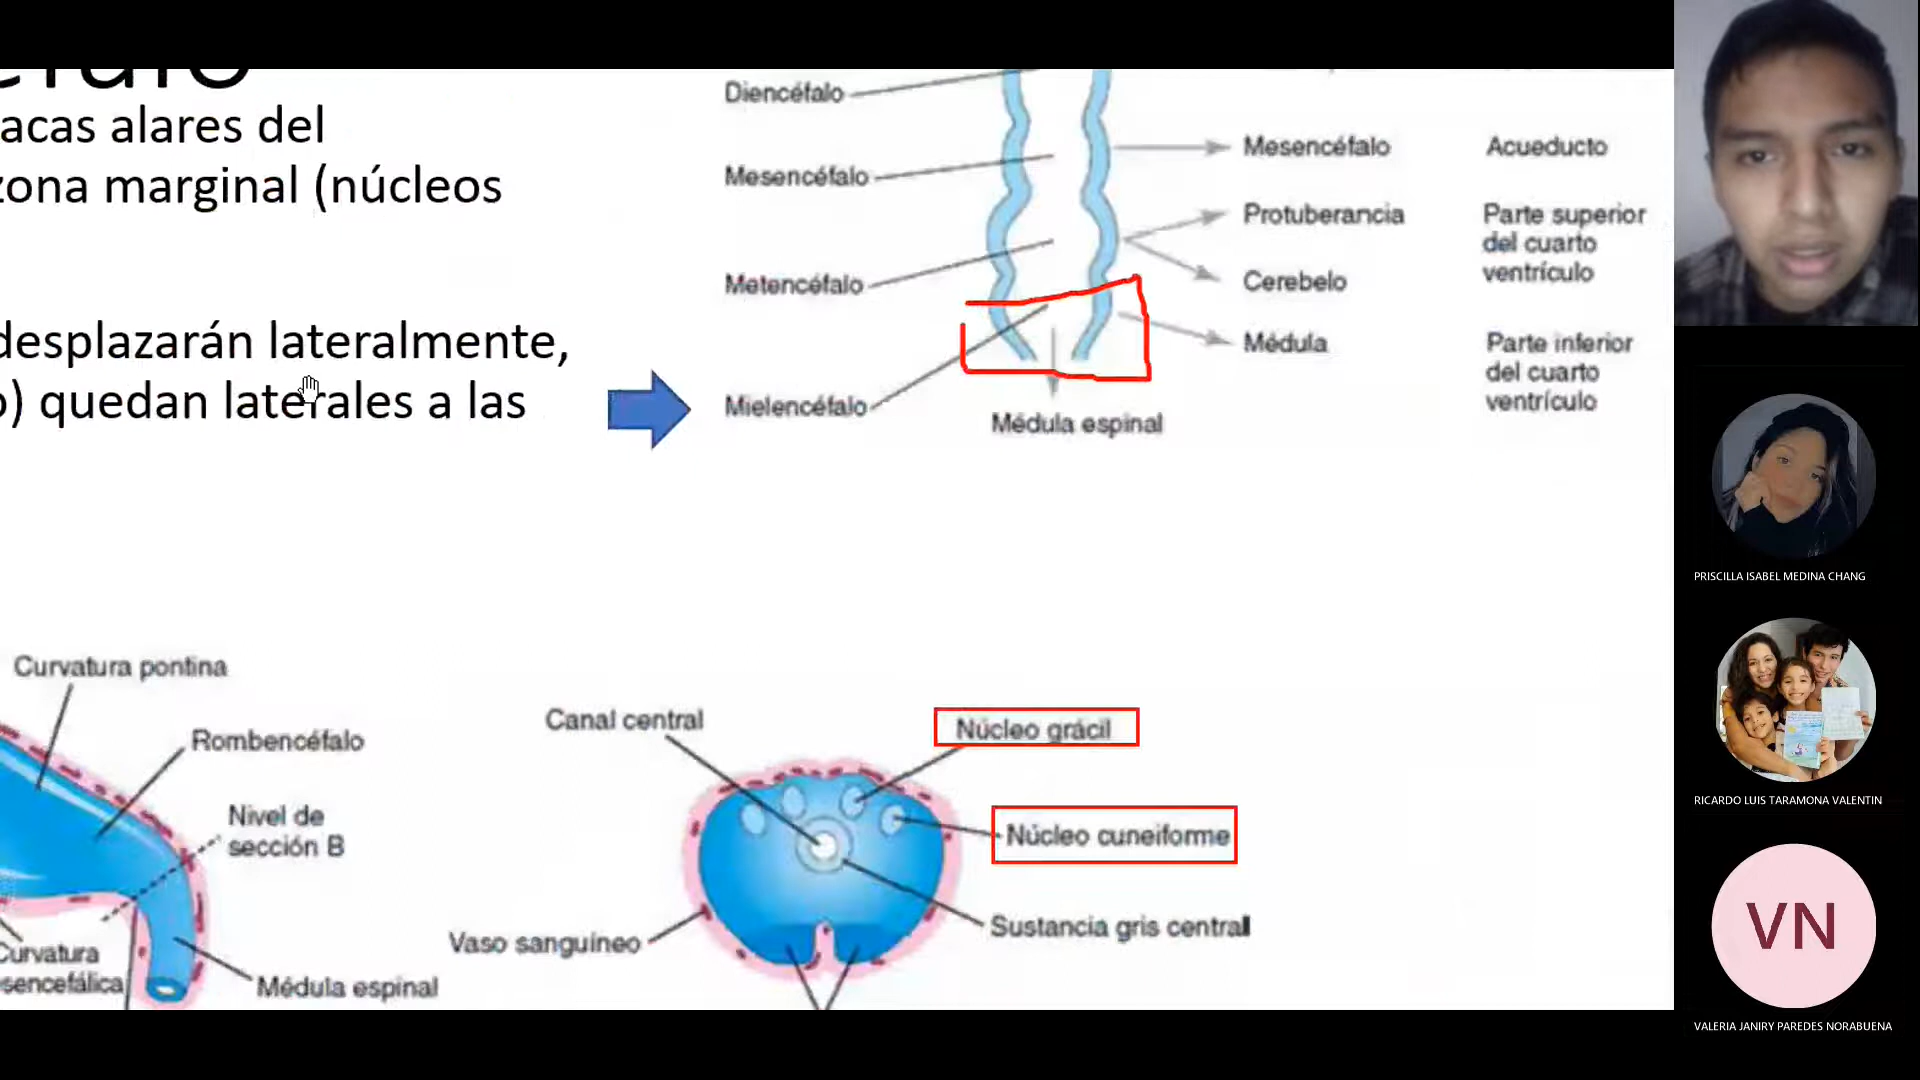 acas alares del
zona marginal (núcleos
desplazarán lateralmente,
o) quedan laterales a las
Diencéfalo
Mesencéfalo
Metencéfalo
Mielencéfalo
Médula espinal
Mesencéfalo
Acueducto
Protuberancia
Parte superior
del cuarto
ventrículo
Cerebelo
Médula
Parte inferior
del cuarto
ventrículo
Curvatura pontina
Rombencéfalo
Nivel de
sección B
Curvatura
sencefálica
Médula espinal
Canal central
Núcleo grácil
Núcleo cuneiforme
Sustancia gris central
Vaso sanguíneo
PRISCILLA ISABEL MEDINA CHANG
RICARDO LUIS TARAMONA VALENTIN
VN
VALERIA JANIRY PAREDES NORABUENA